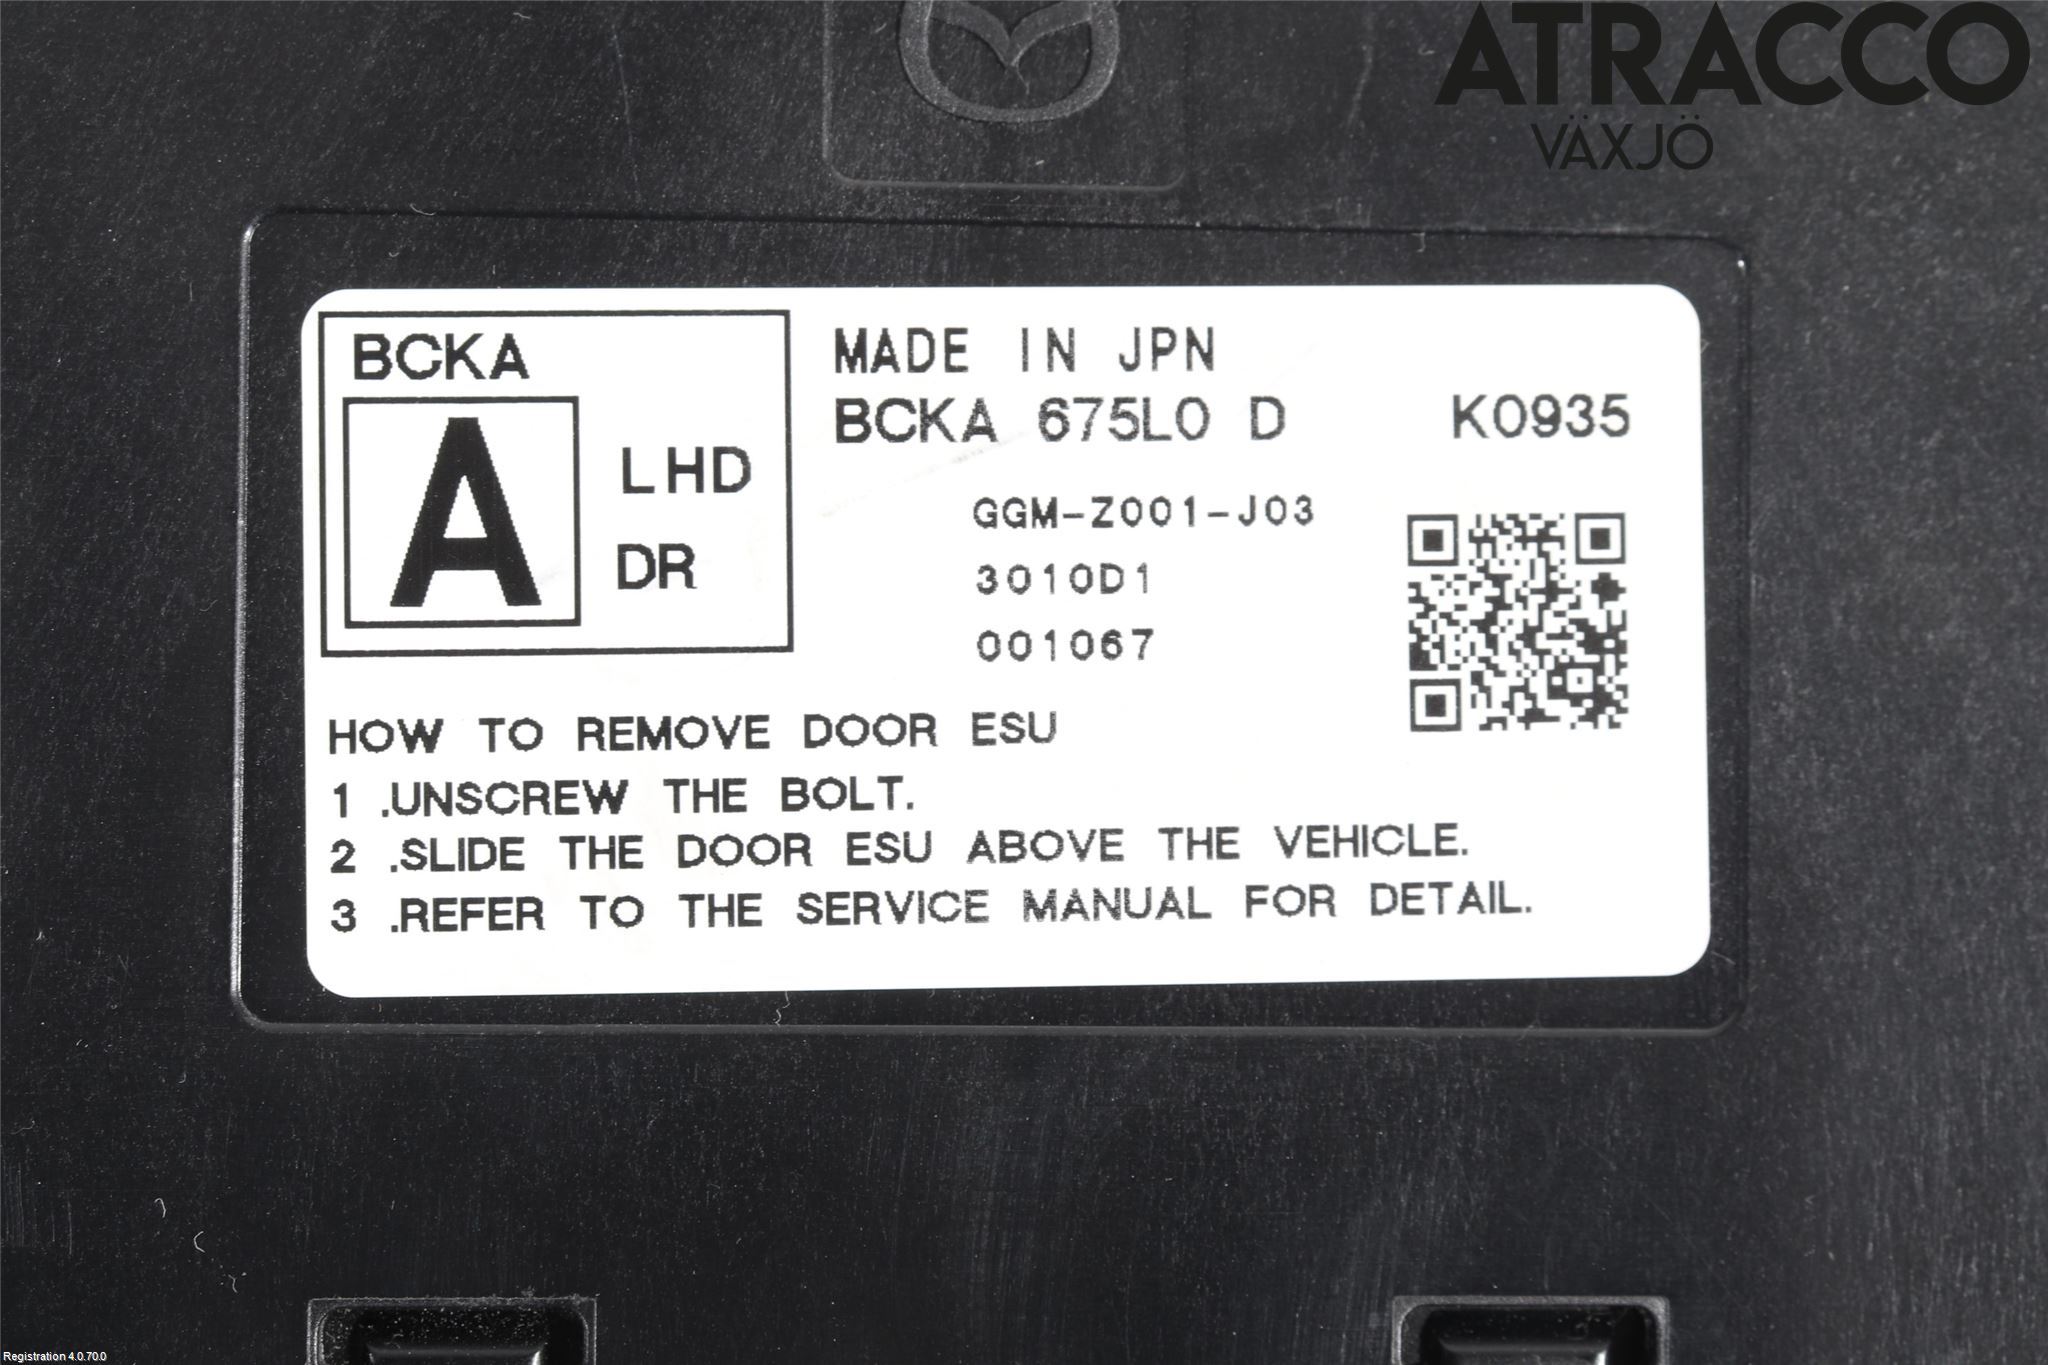 ATRACCO
VÄXJÖ
BCKA
A
LHD
DR
MADE IN JPN
BCKA 675L0 D K0935
GGM-Z001-J03
3010D1
001067
HOW TO REMOVE DOOR ESU
1 .UNSCREW THE BOLT.
2 .SLIDE THE DOOR ESU ABOVE THE VEHICLE.
3 .REFER TO THE SERVICE MANUAL FOR DETAIL.
Registration 4.0.70.0